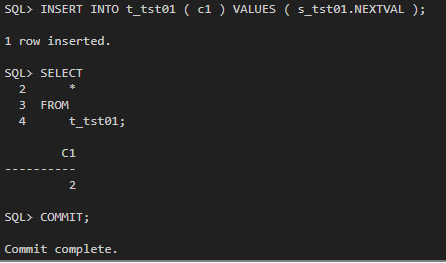 SQL> INSERT INTO t_tst01 ( c1 ) VALUES ( s_tst01.NEXTVAL );
1 row inserted.
SQL> SELECT
2 *
3 FROM
4 t_tst01;
C1
----------
2
SQL> COMMIT;
Commit complete.